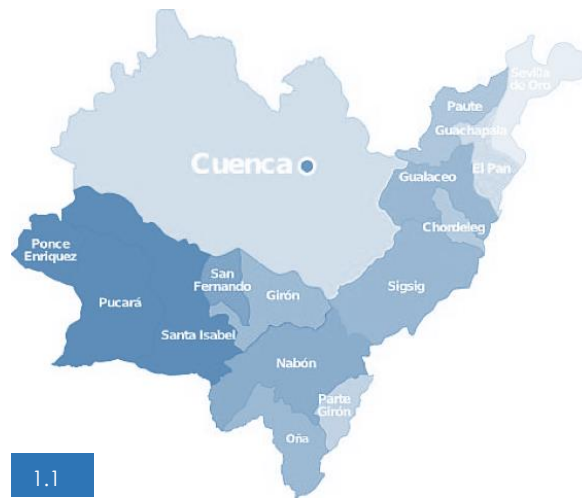 Sevilla
de Oro
Paute
Guachapala
Cuenca
Gualaceo
El Pan
Chordeleg
Ponce
Enriquez
San
Fernando
Girón
Sigsig
Pucará
Santa Isabel
Nabón
Parte
Girón
Oña
1.1